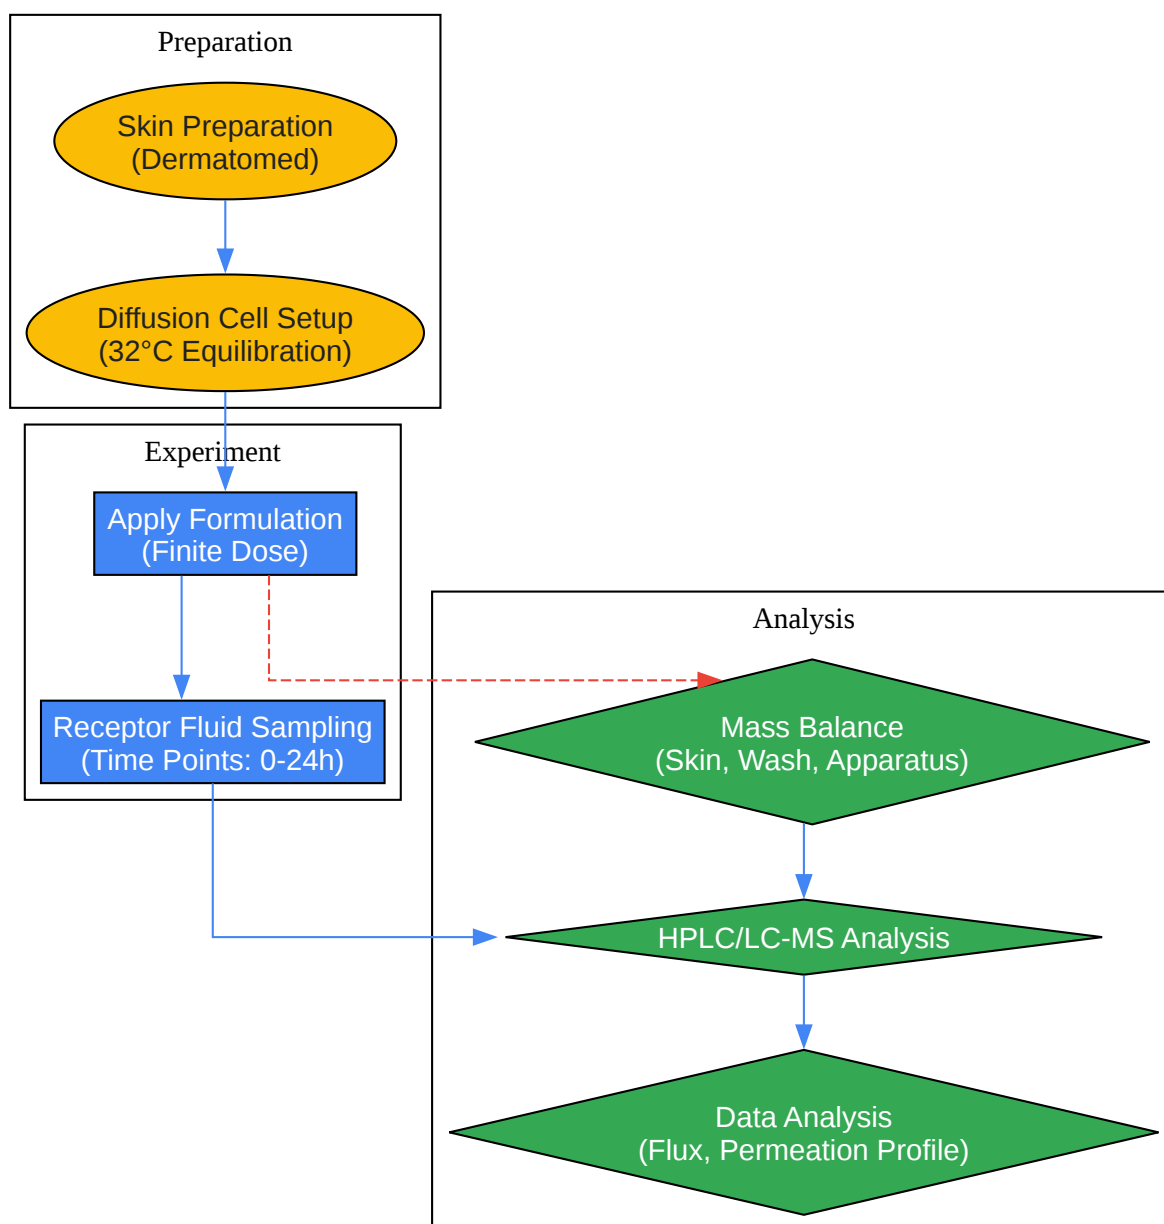 Preparation
Skin Preparation
(Dermatomed)
Diffusion Cell Setup
(32°C Equilibration)
Experiment
Apply Formulation
(Finite Dose)
Receptor Fluid Sampling
(Time Points: 0-24h)
Analysis
Mass Balance
(Skin, Wash, Apparatus)
HPLC/LC-MS Analysis
Data Analysis
(Flux, Permeation Profile)